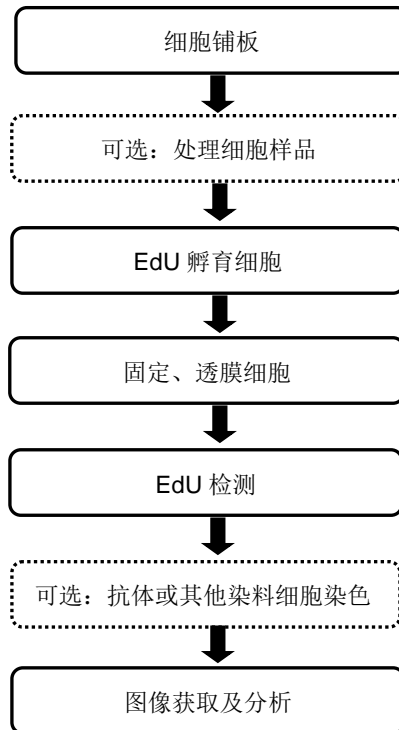 细胞铺板
可选：处理细胞样品
EdU 孵育细胞
固定、透膜细胞
EdU 检测
可选：抗体或其他染料细胞染色
图像获取及分析